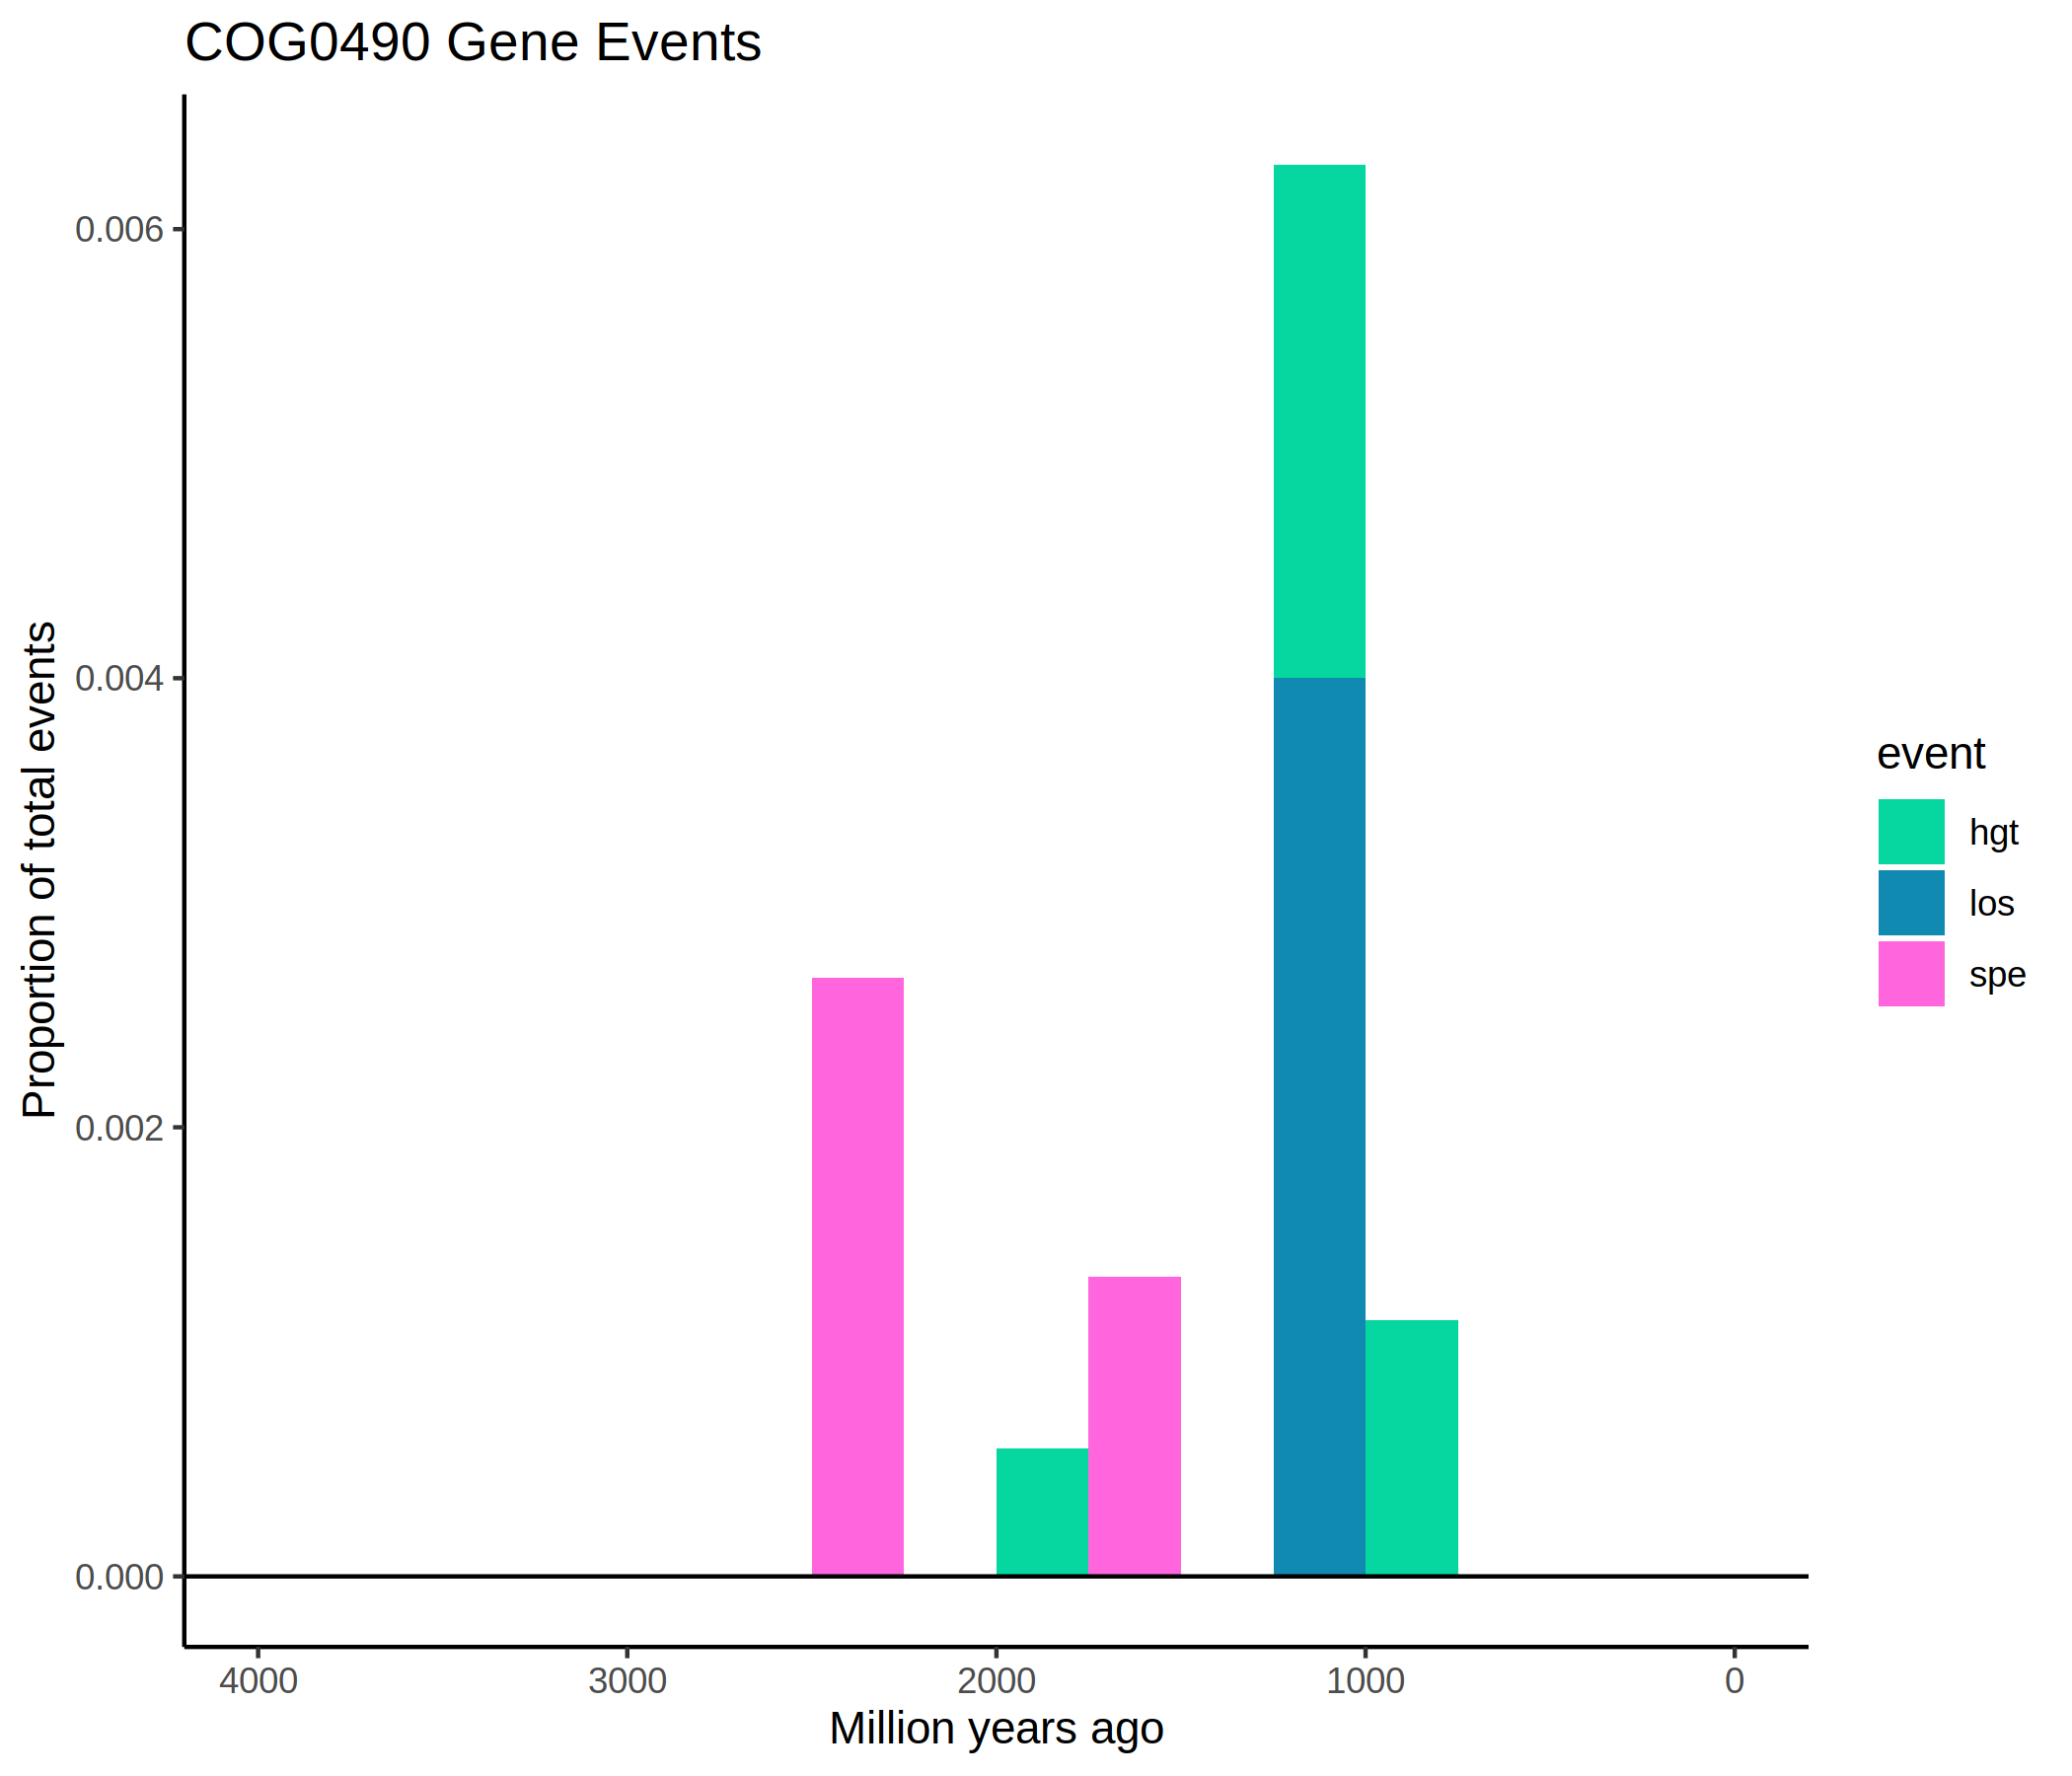 COG0490 Gene Events
Proportion of total events
0.006
0.004
0.002
0.000
4000
3000
2000
1000
0
Million years ago
event
hgt
los
spe